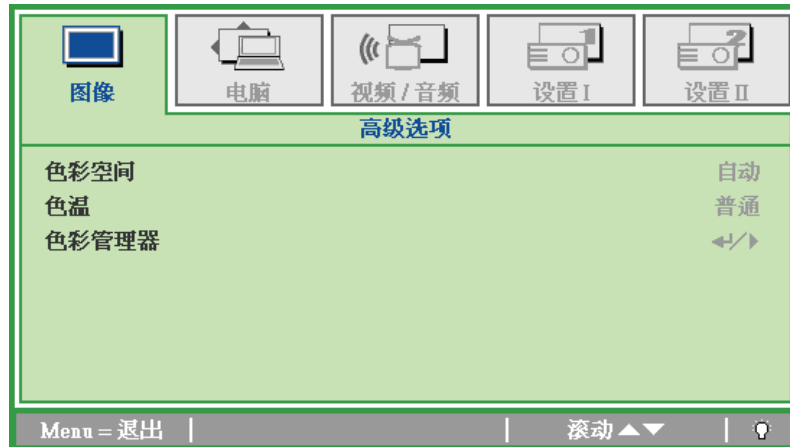 图像 电脑 视频 / 音频 设置 I 设置 II
高级选项
色彩空间 自动
色温 普通
色彩管理器 ↵/▶
Menu = 退出 | | 滚动▲▼ |